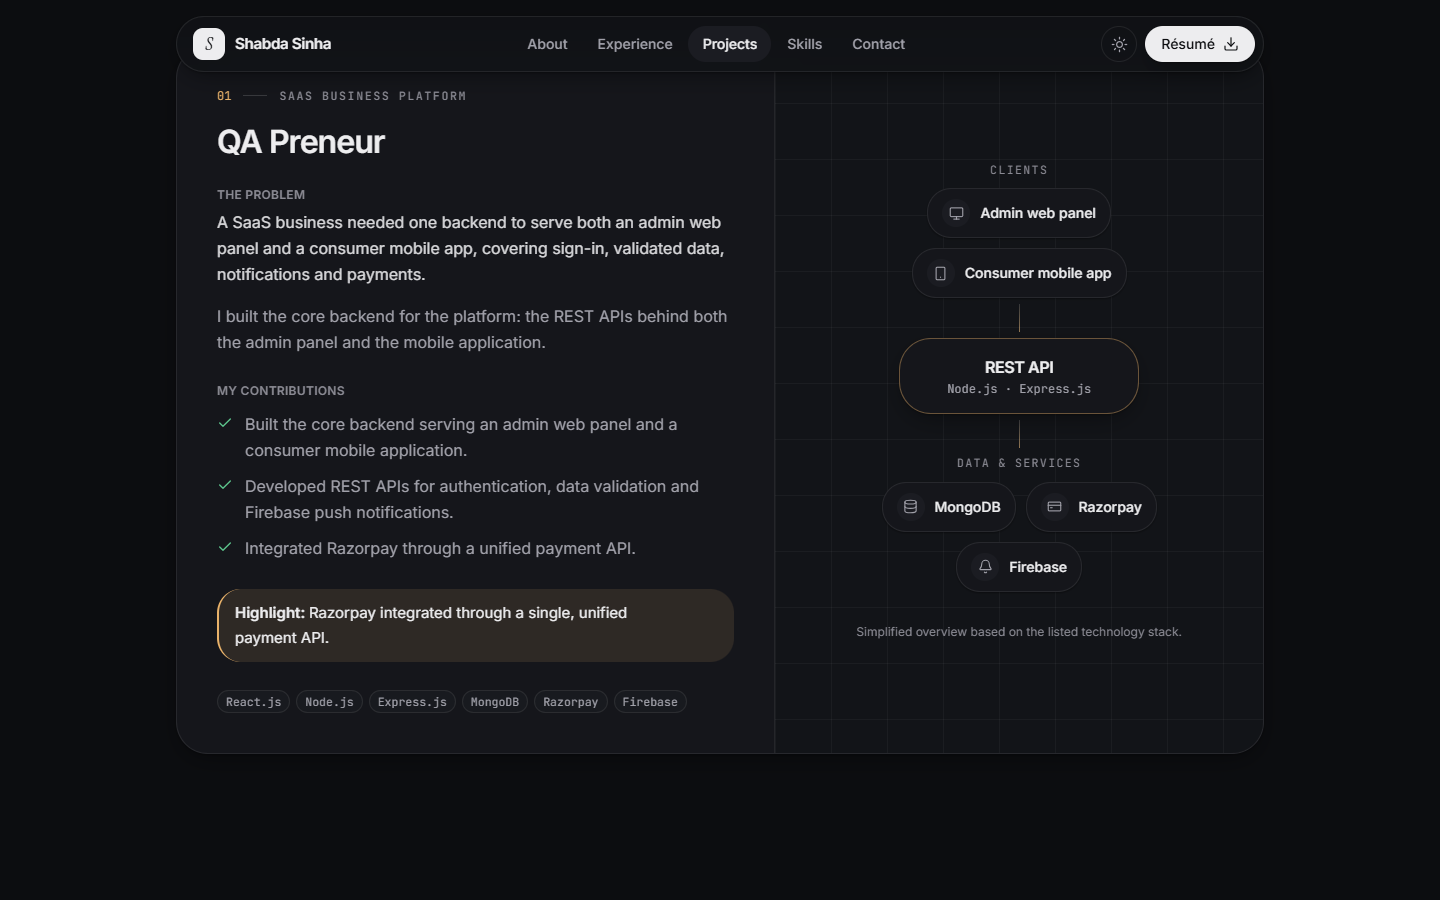 S Shabda Sinha About Experience Projects Skills Contact Résumé
01 SAAS BUSINESS PLATFORM
QA Preneur
THE PROBLEM
A SaaS business needed one backend to serve both an admin web
panel and a consumer mobile app, covering sign-in, validated data,
notifications and payments.
I built the core backend for the platform: the REST APIs behind both
the admin panel and the mobile application.
MY CONTRIBUTIONS
Built the core backend serving an admin web panel and a
consumer mobile application.
Developed REST APIs for authentication, data validation and
Firebase push notifications.
Integrated Razorpay through a unified payment API.
Highlight: Razorpay integrated through a single, unified
payment API.
React.js Node.js Express.js MongoDB Razorpay Firebase
CLIENTS
Admin web panel
Consumer mobile app
REST API
Node.js · Express.js
DATA & SERVICES
MongoDB Razorpay
Firebase
Simplified overview based on the listed technology stack.